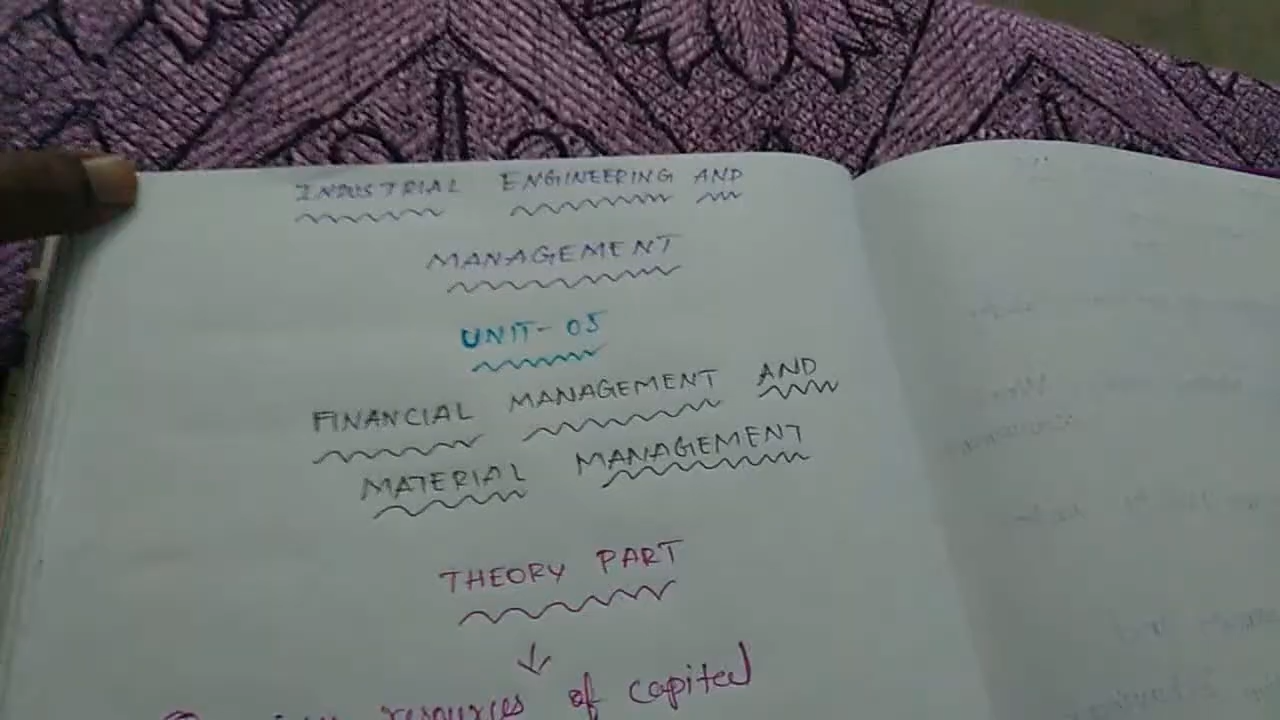 INDUSTRIAL ENGINEERING AND
MANAGEMENT
UNIT-05
FINANCIAL MANAGEMENT AND
MATERIAL MANAGEMENT
THEORY PART
↓
resources of capital